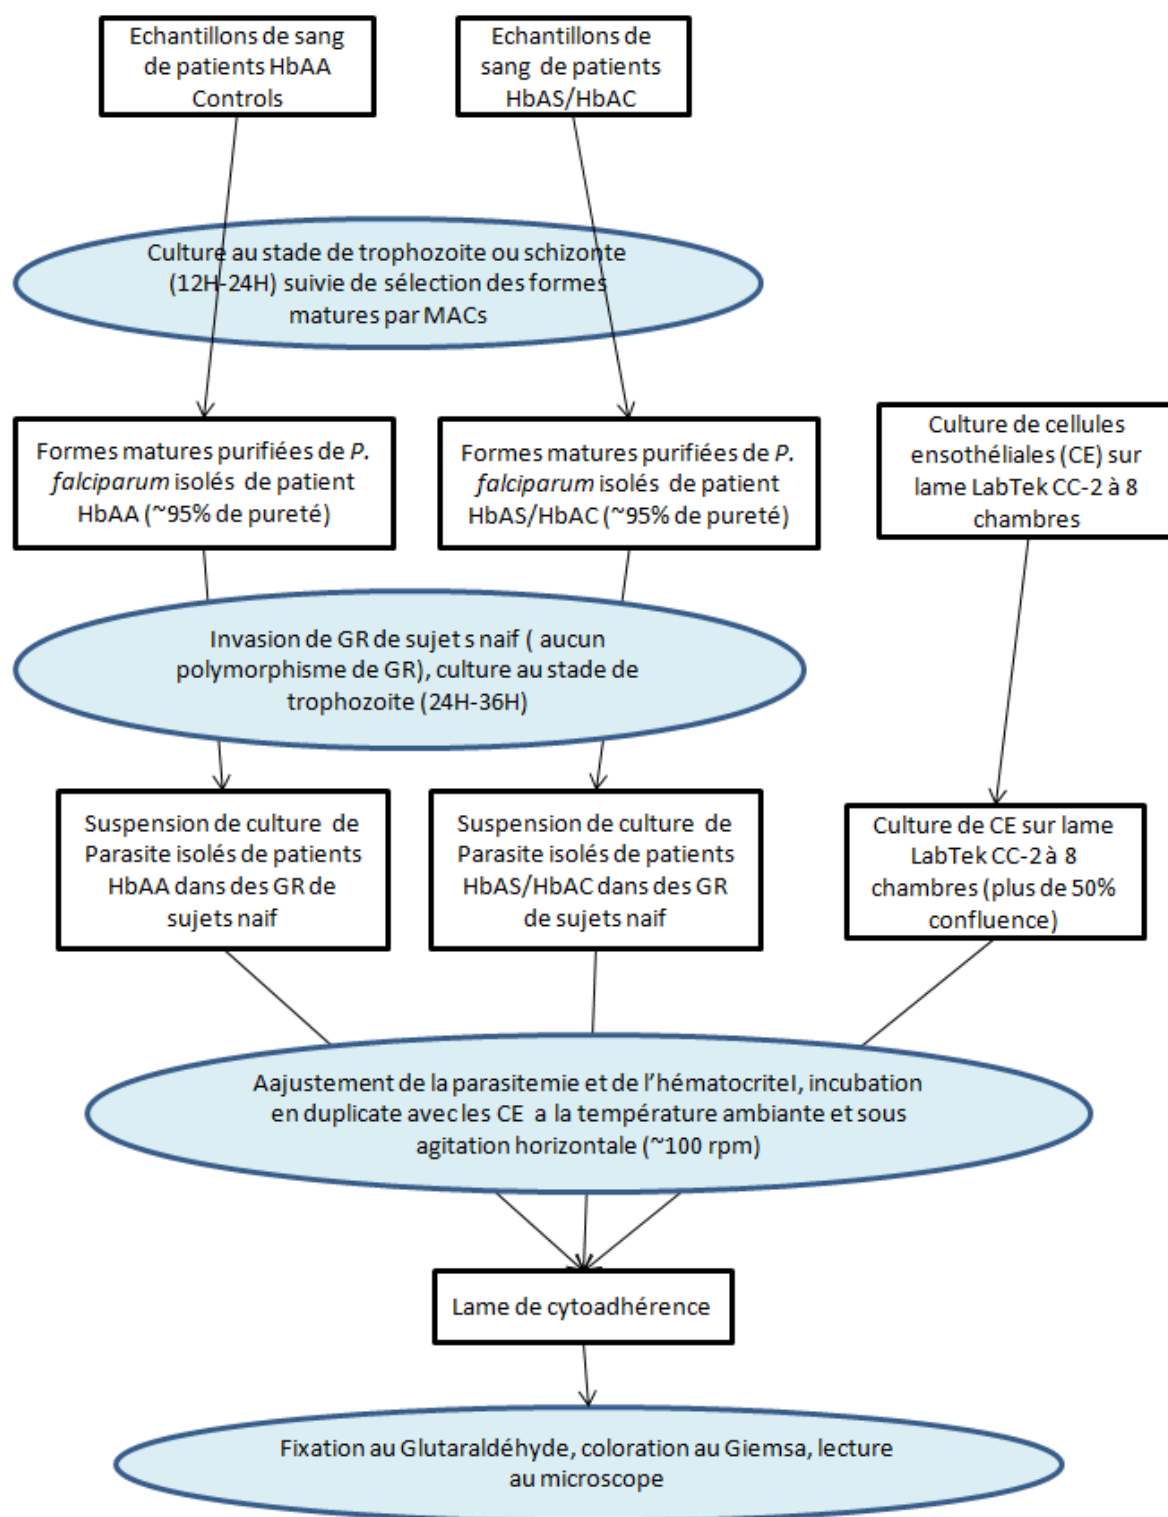 Echantillons de sang
de patients HbAA
Controls
Echantillons de
sang de patients
HbAS/HbAC
Culture au stade de trophozoite ou schizonte
(12H-24H) suivie de sélection des formes
matures par MACs
Formes matures purifiées de P.
falciparum isolés de patient
HbAA (~95% de pureté)
Formes matures purifiées de P.
falciparum isolés de patient
HbAS/HbAC (~95% de pureté)
Culture de cellules
ensothéliales (CE) sur
lame LabTek CC-2 à 8
chambres
Invasion de GR de sujet s naif ( aucun
polymorphisme de GR), culture au stade de
trophozoite (24H-36H)
Suspension de culture de
Parasite isolés de patients
HbAA dans des GR de
sujets naif
Suspension de culture de
Parasite isolés de patients
HbAS/HbAC dans des GR
de sujets naif
Culture de CE sur lame
LabTek CC-2 à 8
chambres (plus de 50%
confluence)
Aajustement de la parasitemie et de l'hématocriteI, incubation
en duplicate avec les CE a la température ambiante et sous
agitation horizontale (~100 rpm)
Lame de cytoadhérence
Fixation au Glutaraldéhyde, coloration au Giemsa, lecture
au microscope